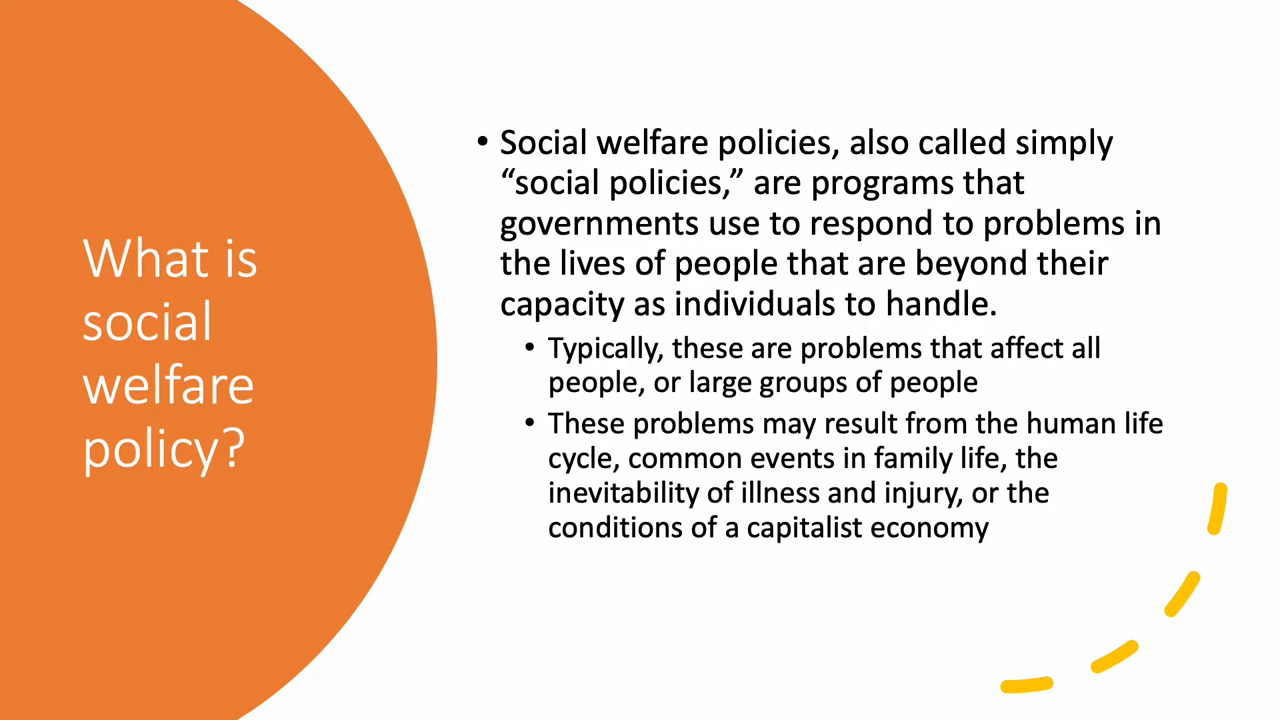 What is
social
welfare
policy?
• Social welfare policies, also called simply
“social policies,” are programs that
governments use to respond to problems in
the lives of people that are beyond their
capacity as individuals to handle.
• Typically, these are problems that affect all
people, or large groups of people
• These problems may result from the human life
cycle, common events in family life, the
inevitability of illness and injury, or the
conditions of a capitalist economy